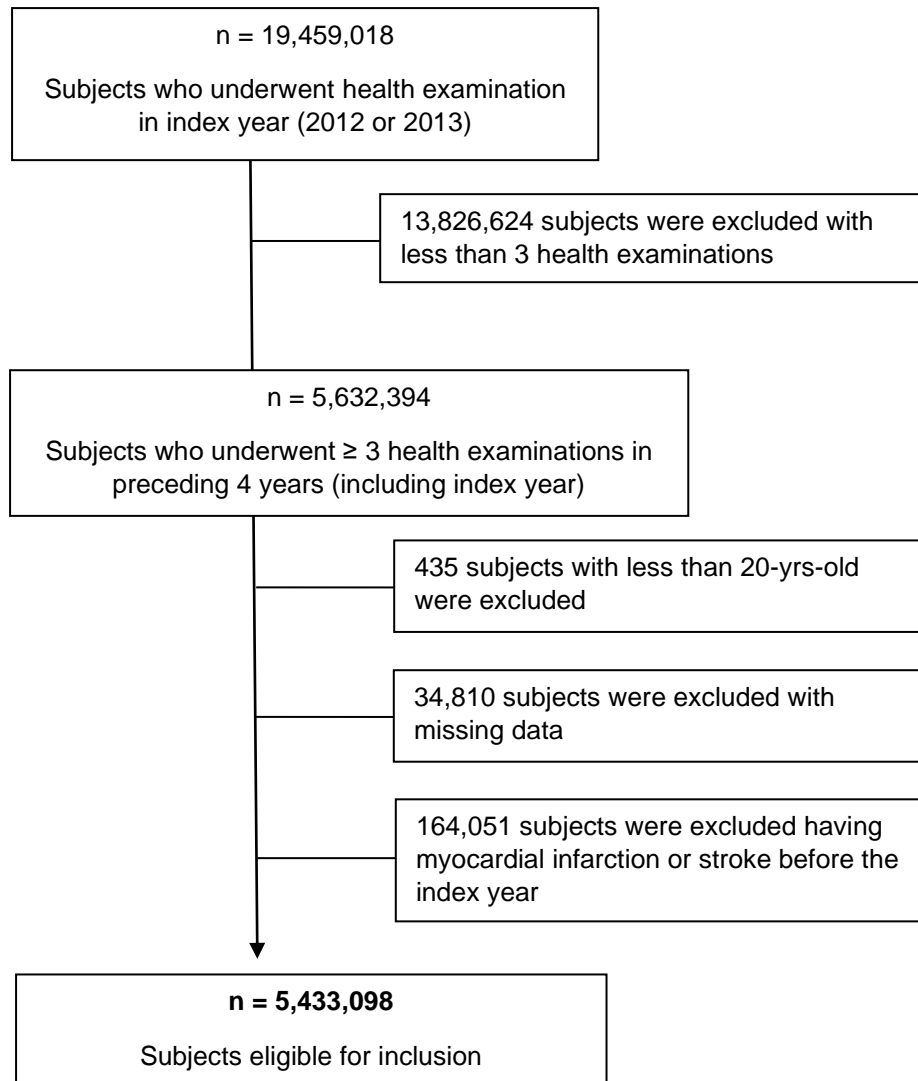 n = 19,459,018
Subjects who underwent health examination
in index year (2012 or 2013)
13,826,624 subjects were excluded with
less than 3 health examinations
n = 5,632,394
Subjects who underwent ≥ 3 health examinations in
preceding 4 years (including index year)
435 subjects with less than 20-yrs-old
were excluded
34,810 subjects were excluded with
missing data
164,051 subjects were excluded having
myocardial infarction or stroke before the
index year
n = 5,433,098
Subjects eligible for inclusion